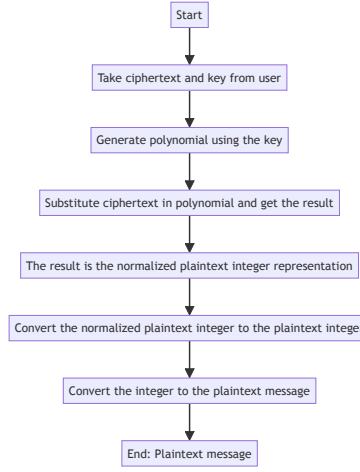 Start
Take ciphertext and key from user
Generate polynomial using the key
Substitute ciphertext in polynomial and get the result
The result is the normalized plaintext integer representation
Convert the normalized plaintext integer to the plaintext intege
Convert the integer to the plaintext message
End: Plaintext message